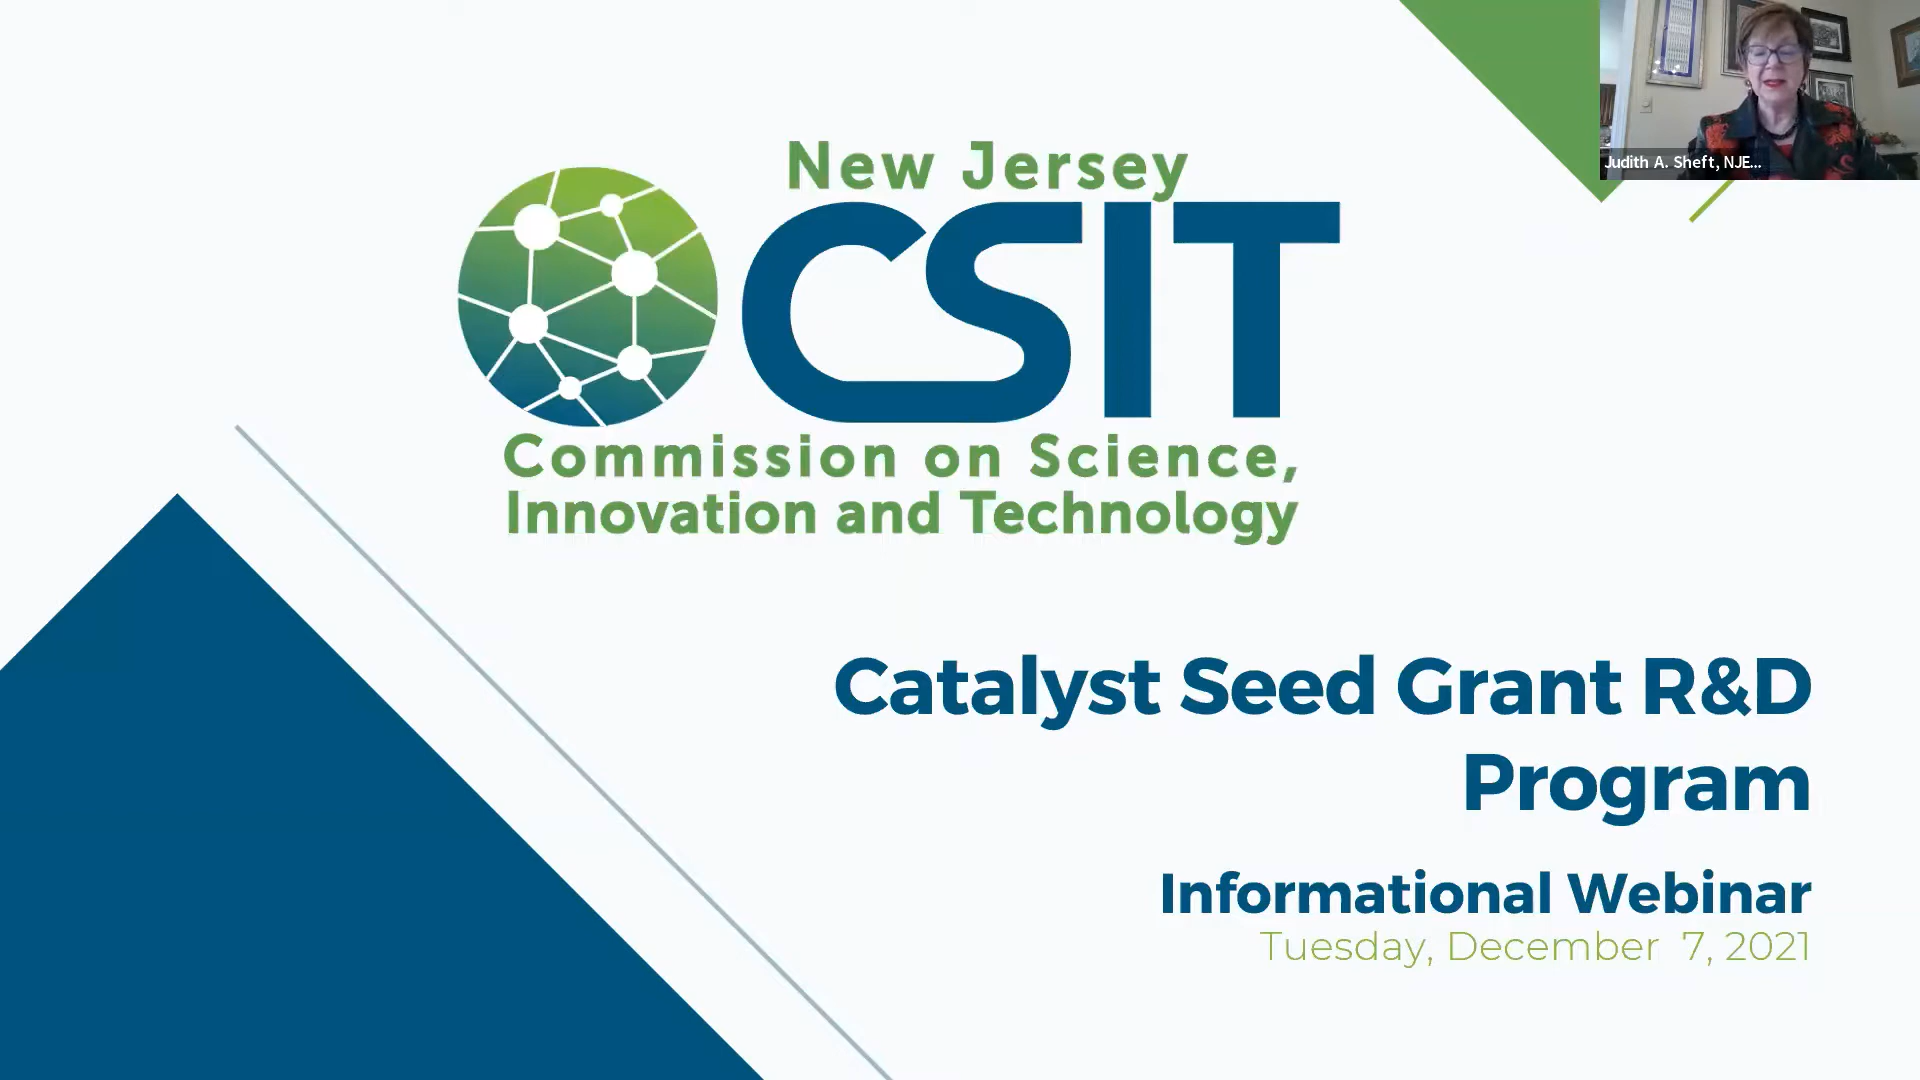 Judith A. Sheft, NJE...
New Jersey
CSIT
Commission on Science,
Innovation and Technology
Catalyst Seed Grant R&D
Program
Informational Webinar
Tuesday, December 7, 2021